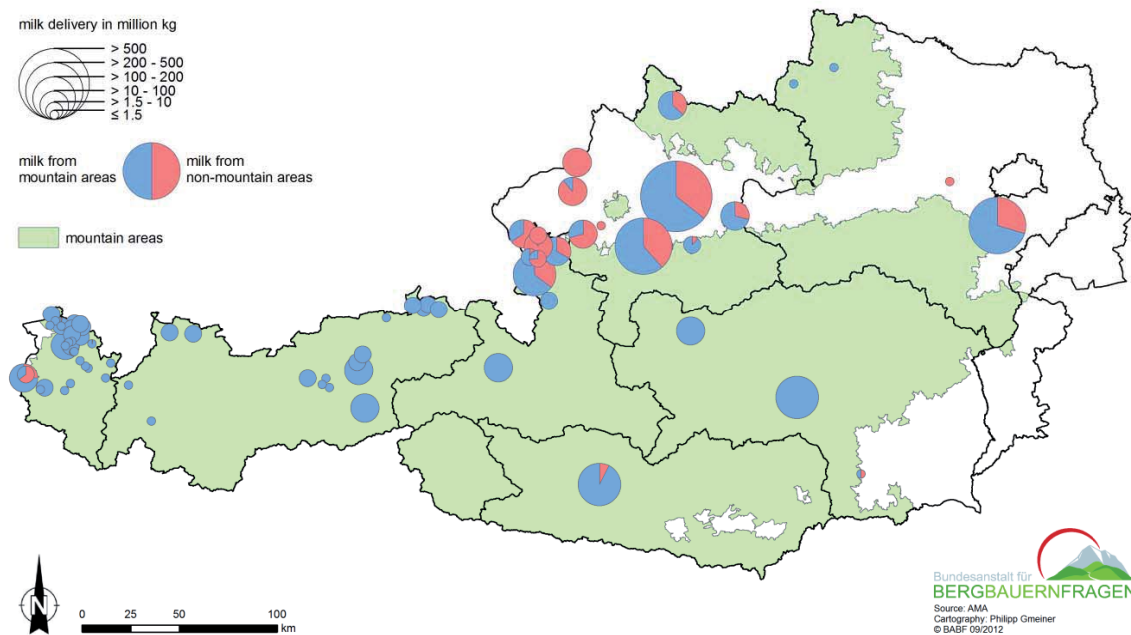 milk delivery in million kg
> 500
> 200 - 500
> 100 - 200
> 10 - 100
> 1.5 - 10
≤ 1.5
milk from
mountain areas
milk from
non-mountain areas
mountain areas
N
0 25 50 100
km
Bundesanstalt für
BERGBAUERNFRAGEN
Source: AMA
Cartography: Philipp Gmeiner
© BABF 09/2012